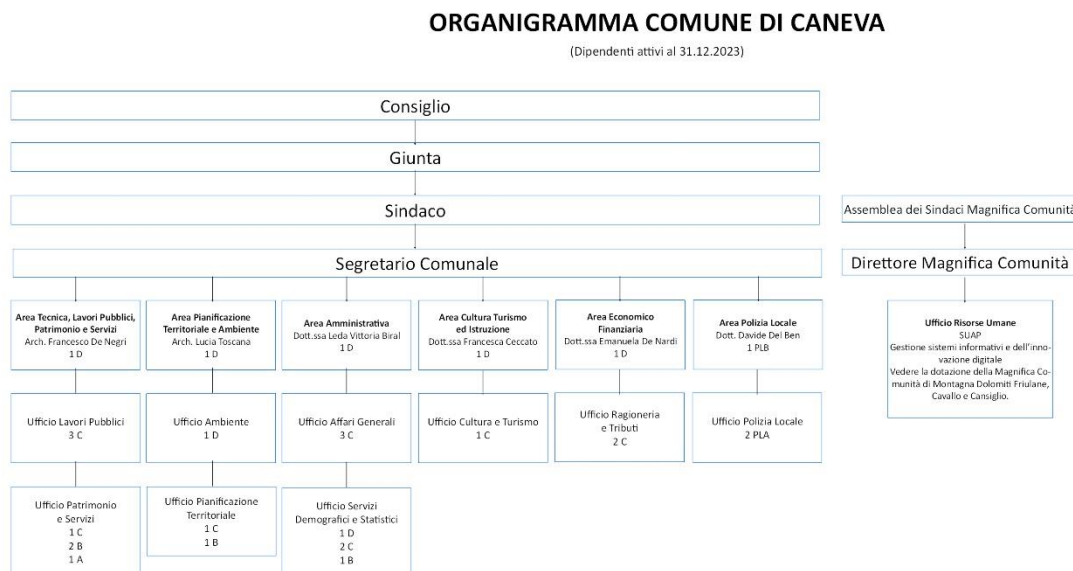 ORGANIGRAMMA COMUNE DI CANEVA
(Dipendenti attivi al 31.12.2023)
Consiglio
Giunta
Sindaco
Segretario Comunale
Assemblea dei Sindaci Magnifica Comunità
Direttore Magnifica Comunità
Area Tecnica, Lavori Pubblici,
Patrimonio e Servizi
Arch. Francesco De Negri
1 D
Area Pianificazione
Territoriale e Ambiente
Arch. Lucia Toscana
1 D
Area Amministrativa
Dott.ssa Leda Vittoria Biral
1 D
Area Cultura Turismo
ed Istruzione
Dott.ssa Francesca Ceccato
1 D
Area Economico
Finanziaria
Dott.ssa Emanuela De Nardi
1 D
Area Polizia Locale
Dott. Davide Del Ben
1 PLB
Ufficio Risorse Umane
SUAP
Gestione sistemi informativi e dell'inno-
vazione digitale
Vedere la dotazione della Magnifica Co-
munità di Montagna Dolomiti Friulane,
Cavallo e Cansiglio.
Ufficio Lavori Pubblici
3 C
Ufficio Ambiente
1 D
Ufficio Affari Generali
3 C
Ufficio Cultura e Turismo
1 C
Ufficio Ragioneria
e Tributi
2 C
Ufficio Polizia Locale
2 PLA
Ufficio Patrimonio
e Servizi
1 C
2 B
1 A
Ufficio Pianificazione
Territoriale
1 C
1 B
Ufficio Servizi
Demografici e Statistici
1 D
2 C
1 B